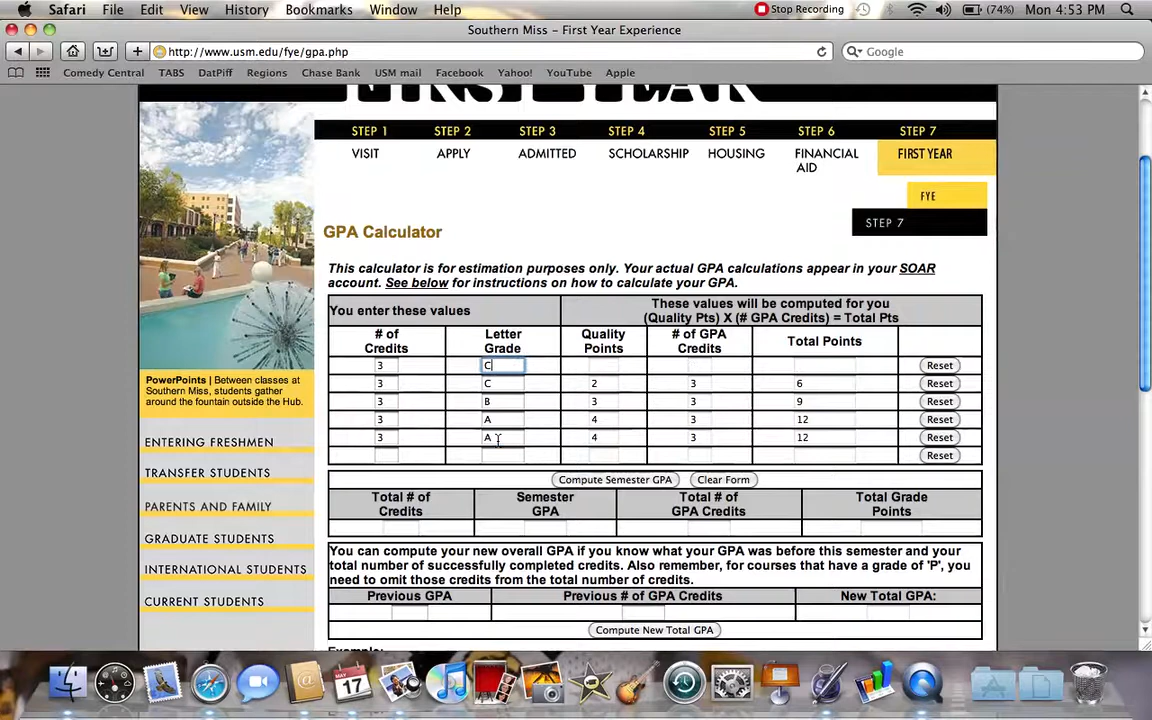 Safari File Edit View History Bookmarks Window Help Stop Recording (74%) Mon 4:53 PM
Southern Miss – First Year Experience
http://www.usm.edu/fye/gpa.php Google
Comedy Central TABS DatPiff Regions Chase Bank USM mail Facebook Yahoo! YouTube Apple
FIRST YEAR
STEP 1 STEP 2 STEP 3 STEP 4 STEP 5 STEP 6 STEP 7
VISIT APPLY ADMITTED SCHOLARSHIP HOUSING FINANCIAL FIRST YEAR
AID
FYE
STEP 7
GPA Calculator
This calculator is for estimation purposes only. Your actual GPA calculations appear in your SOAR
account. See below for instructions on how to calculate your GPA.
You enter these values These values will be computed for you
(Quality Pts) X (# GPA Credits) = Total Pts
# of Letter Quality # of GPA Total Points
Credits Grade Points Credits
3 C Reset
3 C 2 3 6 Reset
3 B 3 3 9 Reset
3 A 4 3 12 Reset
3 A 4 3 12 Reset
Reset
Compute Semester GPA Clear Form
Total # of Semester Total # of Total Grade
Credits GPA GPA Credits Points
You can compute your new overall GPA if you know what your GPA was before this semester and your
total number of successfully completed credits. Also remember, for courses that have a grade of 'P', you
need to omit those credits from the total number of credits.
Previous GPA Previous # of GPA Credits New Total GPA:
Compute New Total GPA
Example:
PowerPoints | Between classes at
Southern Miss, students gather
around the fountain outside the Hub.
ENTERING FRESHMEN
TRANSFER STUDENTS
PARENTS AND FAMILY
GRADUATE STUDENTS
INTERNATIONAL STUDENTS
CURRENT STUDENTS
MAY
17